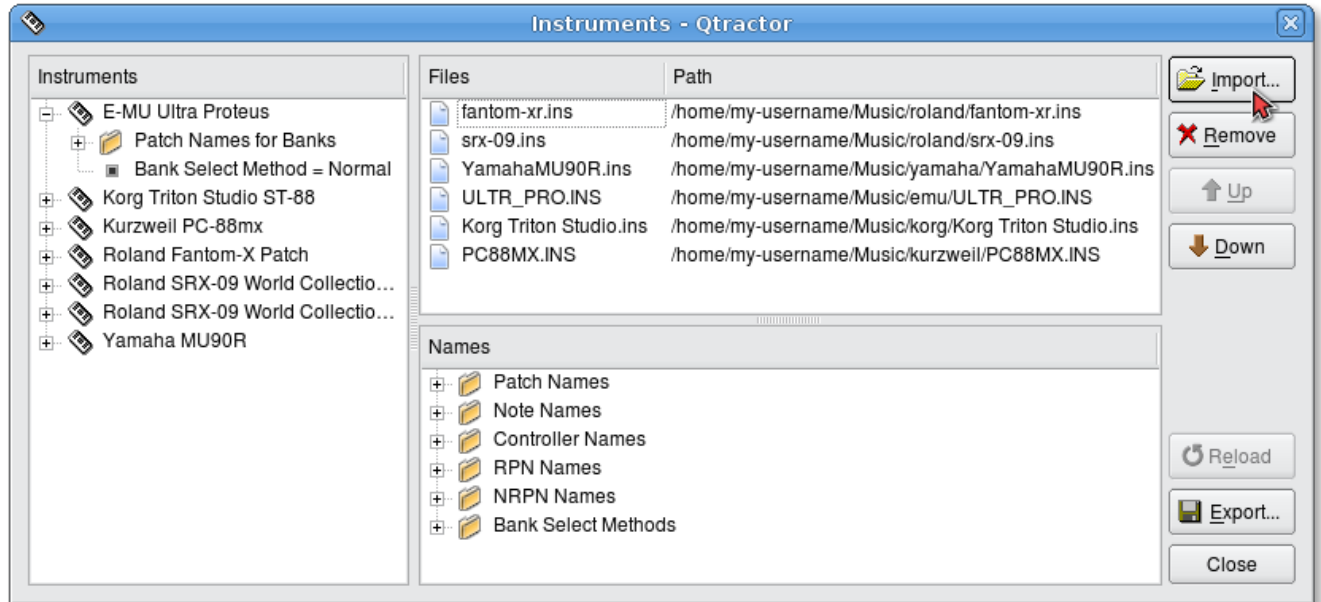 Instruments - Qtractor
Instruments
E-MU Ultra Proteus
Patch Names for Banks
Bank Select Method = Normal
Korg Triton Studio ST-88
Kurzweil PC-88mx
Roland Fantom-X Patch
Roland SRX-09 World Collectio...
Roland SRX-09 World Collectio...
Yamaha MU90R
Files Path
fantom-xr.ins /home/my-username/Music/roland/fantom-xr.ins
srx-09.ins /home/my-username/Music/roland/srx-09.ins
YamahaMU90R.ins /home/my-username/Music/yamaha/YamahaMU90R.ins
ULTR_PRO.INS /home/my-username/Music/emu/ULTR_PRO.INS
Korg Triton Studio.ins /home/my-username/Music/korg/Korg Triton Studio.ins
PC88MX.INS /home/my-username/Music/kurzweil/PC88MX.INS
Names
Patch Names
Note Names
Controller Names
RPN Names
NRPN Names
Bank Select Methods
Import...
Remove
Up
Down
Reload
Export...
Close